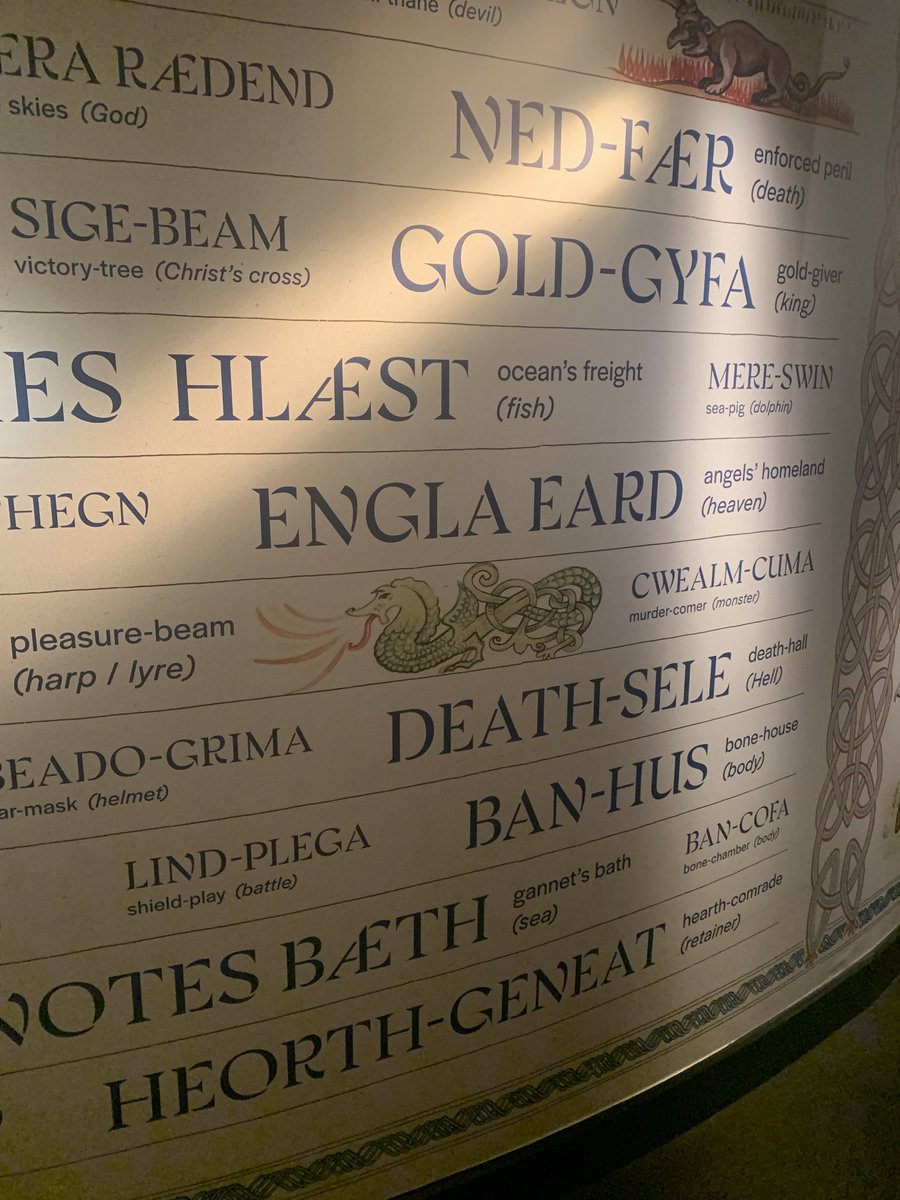 thane (devil)
ERA RÆDEND
skies (God)
NED-FÆR
enforced peril
(death)
SIGE-BEAM
victory-tree (Christ's cross)
GOLD-GYFA
gold-giver
(king)
ES HLÆST
ocean's freight
(fish)
MERE-SWIN
sea-pig (dolphin)
THEGN
ENGLA EARD
angels' homeland
(heaven)
pleasure-beam
(harp / lyre)
CWEALM-CUMA
murder-comer (monster)
BEADO-GRIMA
ar-mask (helmet)
DEATH-SELE
death-hall
(Hell)
LIND-PLEGA
shield-play (battle)
BAN-HUS
bone-house
(body)
NOTES BÆTH
gannet's bath
(sea)
BAN-COFA
bone-chamber (body)
HEORTH-GENEAT
hearth-comrade
(retainer)